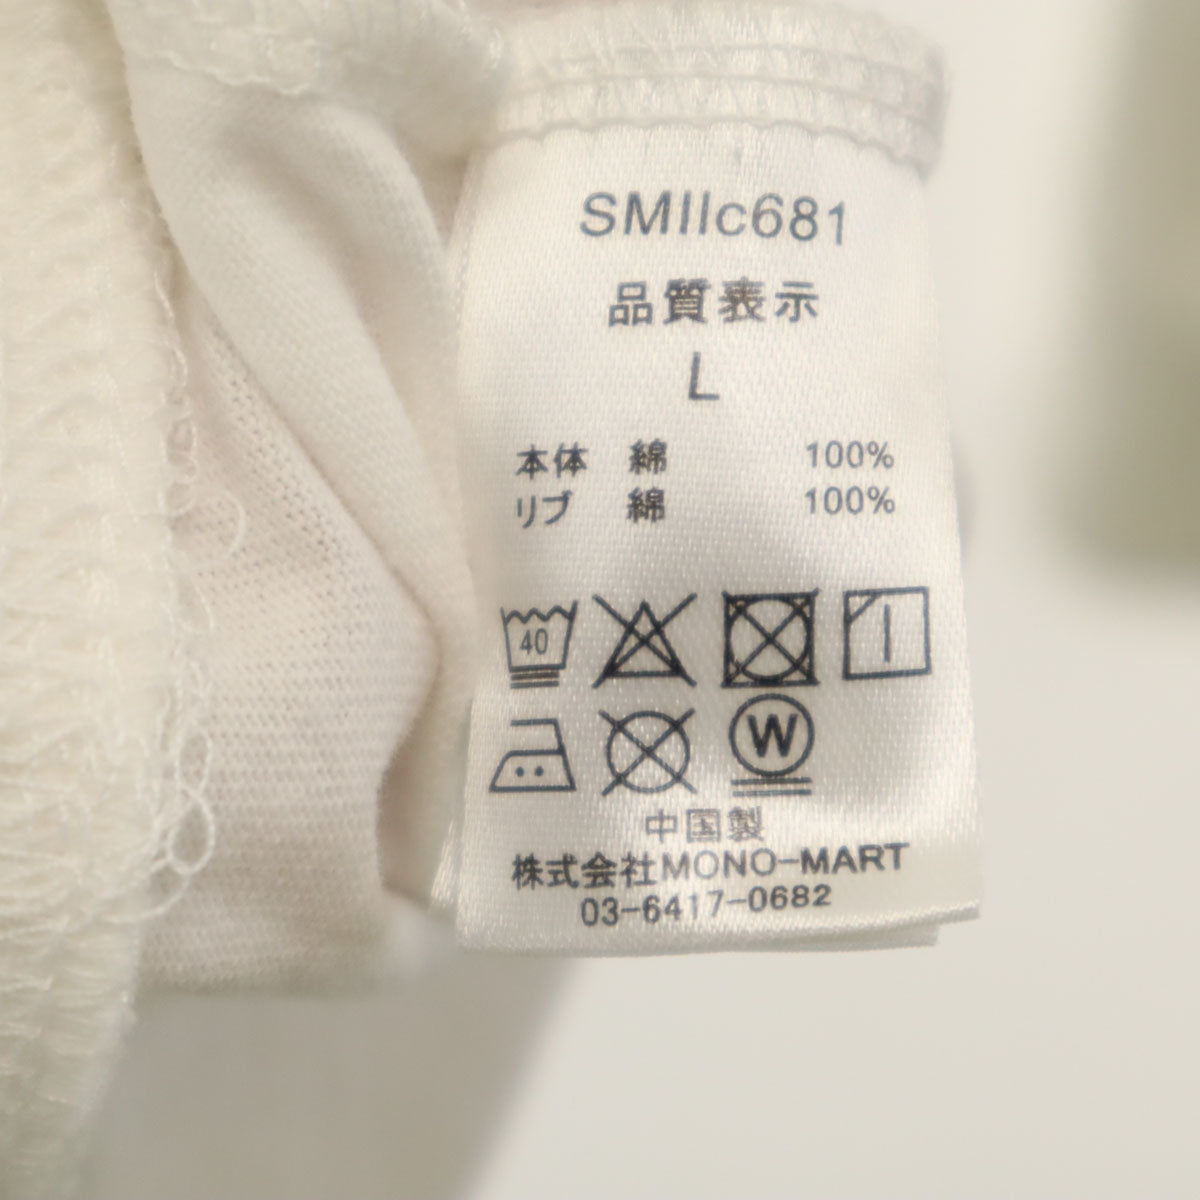 SMIIc681
品質表示
L
本体 綿 100%
リブ 綿 100%
40
W
中国製
株式会社MONO-MART
03-6417-0682